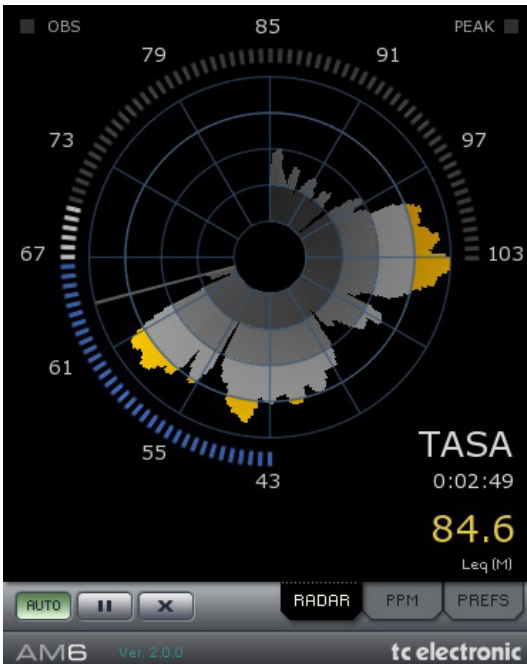 OBS
PEAK
85
79
91
73
97
67
103
61
55
43
TASA
0:02:49
84.6
Leq (M)
AUTO
RADAR
PPM
PREFS
AM6
Ver. 2.0.0
tc electronic